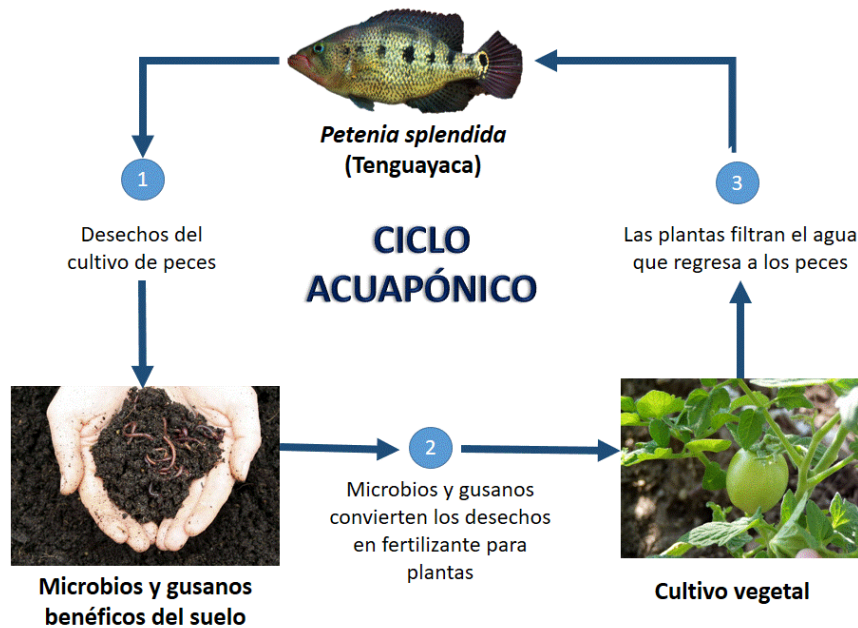 Petenia splendida
(Tenguayaca)
1
Desechos del
cultivo de peces
CICLO
ACUAPÓNICO
3
Las plantas filtran el agua
que regresa a los peces
2
Microbios y gusanos
convierten los desechos
en fertilizante para
plantas
Microbios y gusanos
benéficos del suelo
Cultivo vegetal